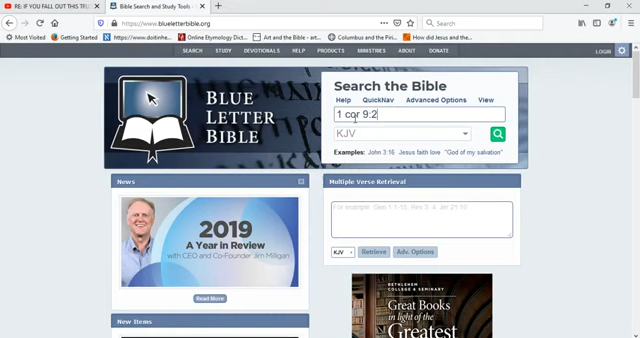 RE: IF YOU FALL OUT THIS TRU
Bible Search and Study Tools -
https://www.blueletterbible.org
Search
Most Visited
Getting Started
https://www.doitinhe...
Online Etymology Dict...
Art and the Bible - art...
Columbus and the Pir...
How did Jesus and the...
SEARCH STUDY DEVOTIONALS HELP PRODUCTS MINISTRIES ABOUT DONATE
LOGIN
BLUE
LETTER
BIBLE
Search the Bible
Help QuickNav Advanced Options View
1 cor 9:2
KJV
Examples: John 3:16 Jesus faith love "God of my salvation"
News
2019
A Year in Review
with CEO and Co-Founder Jim Milligan
Read More
New Items
Multiple Verse Retrieval
For example: Gen 1:1-10; Rev 3; 4; Jer 21:10
KJV Retrieve Adv. Options
BETHLEHEM
COLLEGE & SEMINARY
Great Books
in light of the
Greatest